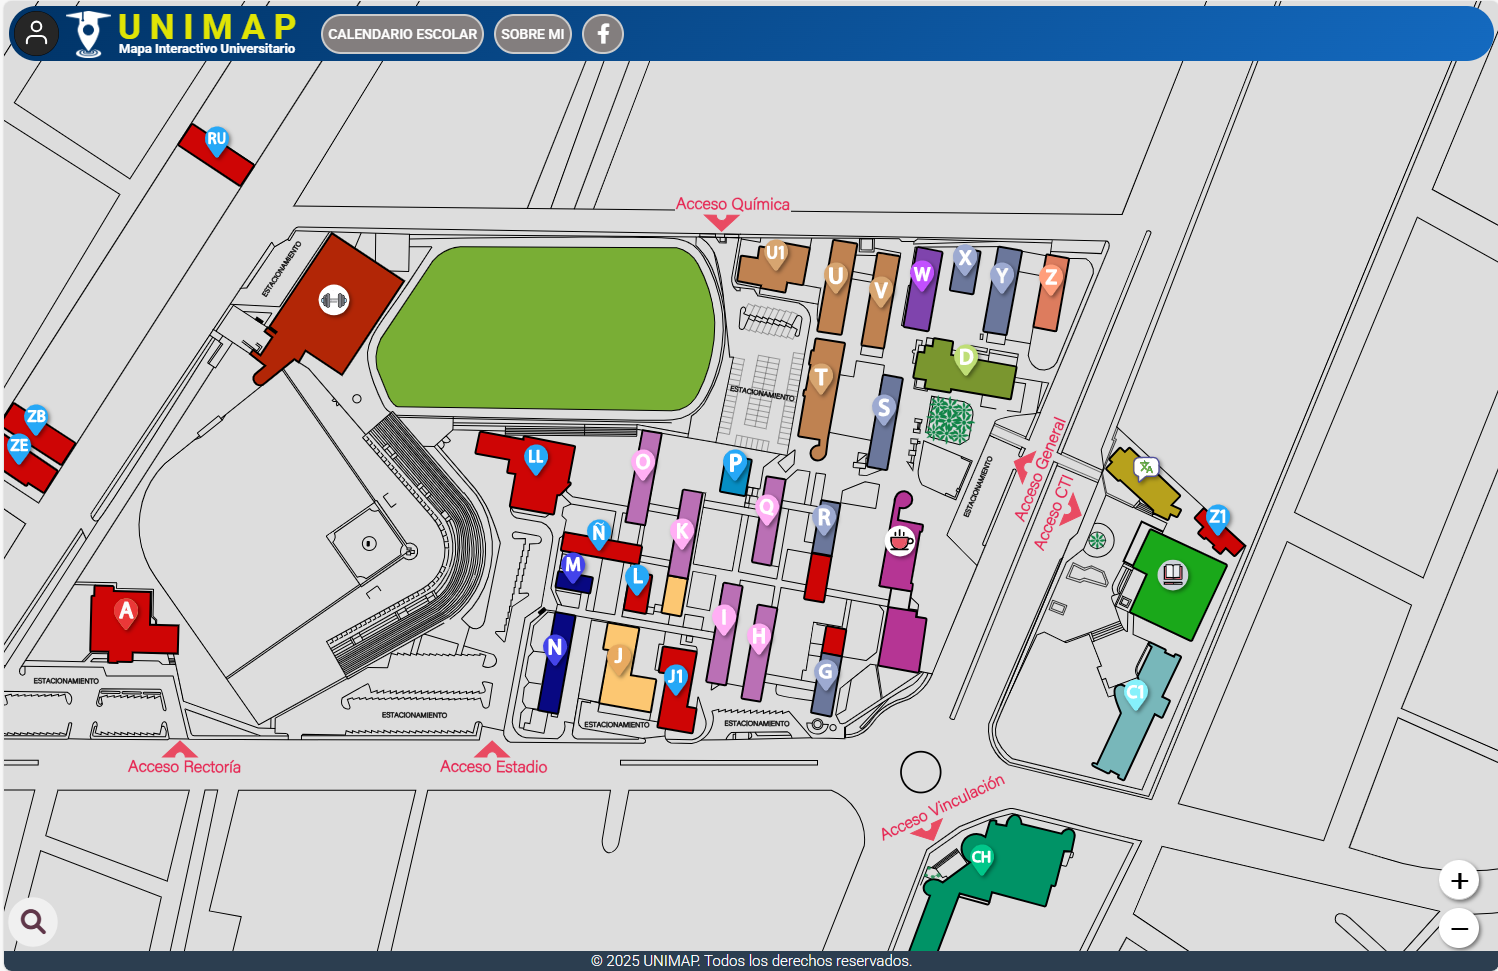 UNIMAP
Mapa Interactivo Universitario
CALENDARIO ESCOLAR
SOBRE MI
f
RU
Acceso Química
ESTACIONAMIENTO
U1
U
V
W
X
Y
Z
D
T
S
ESTACIONAMIENTO
ZB
ZE
LL
O
P
Q
K
R
Ñ
M
L
ESTACIONAMIENTO
Acceso General
Acceso CTI
Z1
A
N
J
J1
I
H
G
C1
ESTACIONAMIENTO
ESTACIONAMIENTO
ESTACIONAMIENTO
ESTACIONAMIENTO
Acceso Rectoría
Acceso Estadio
Acceso Vinculación
CH
+
−
© 2025 UNIMAP. Todos los derechos reservados.